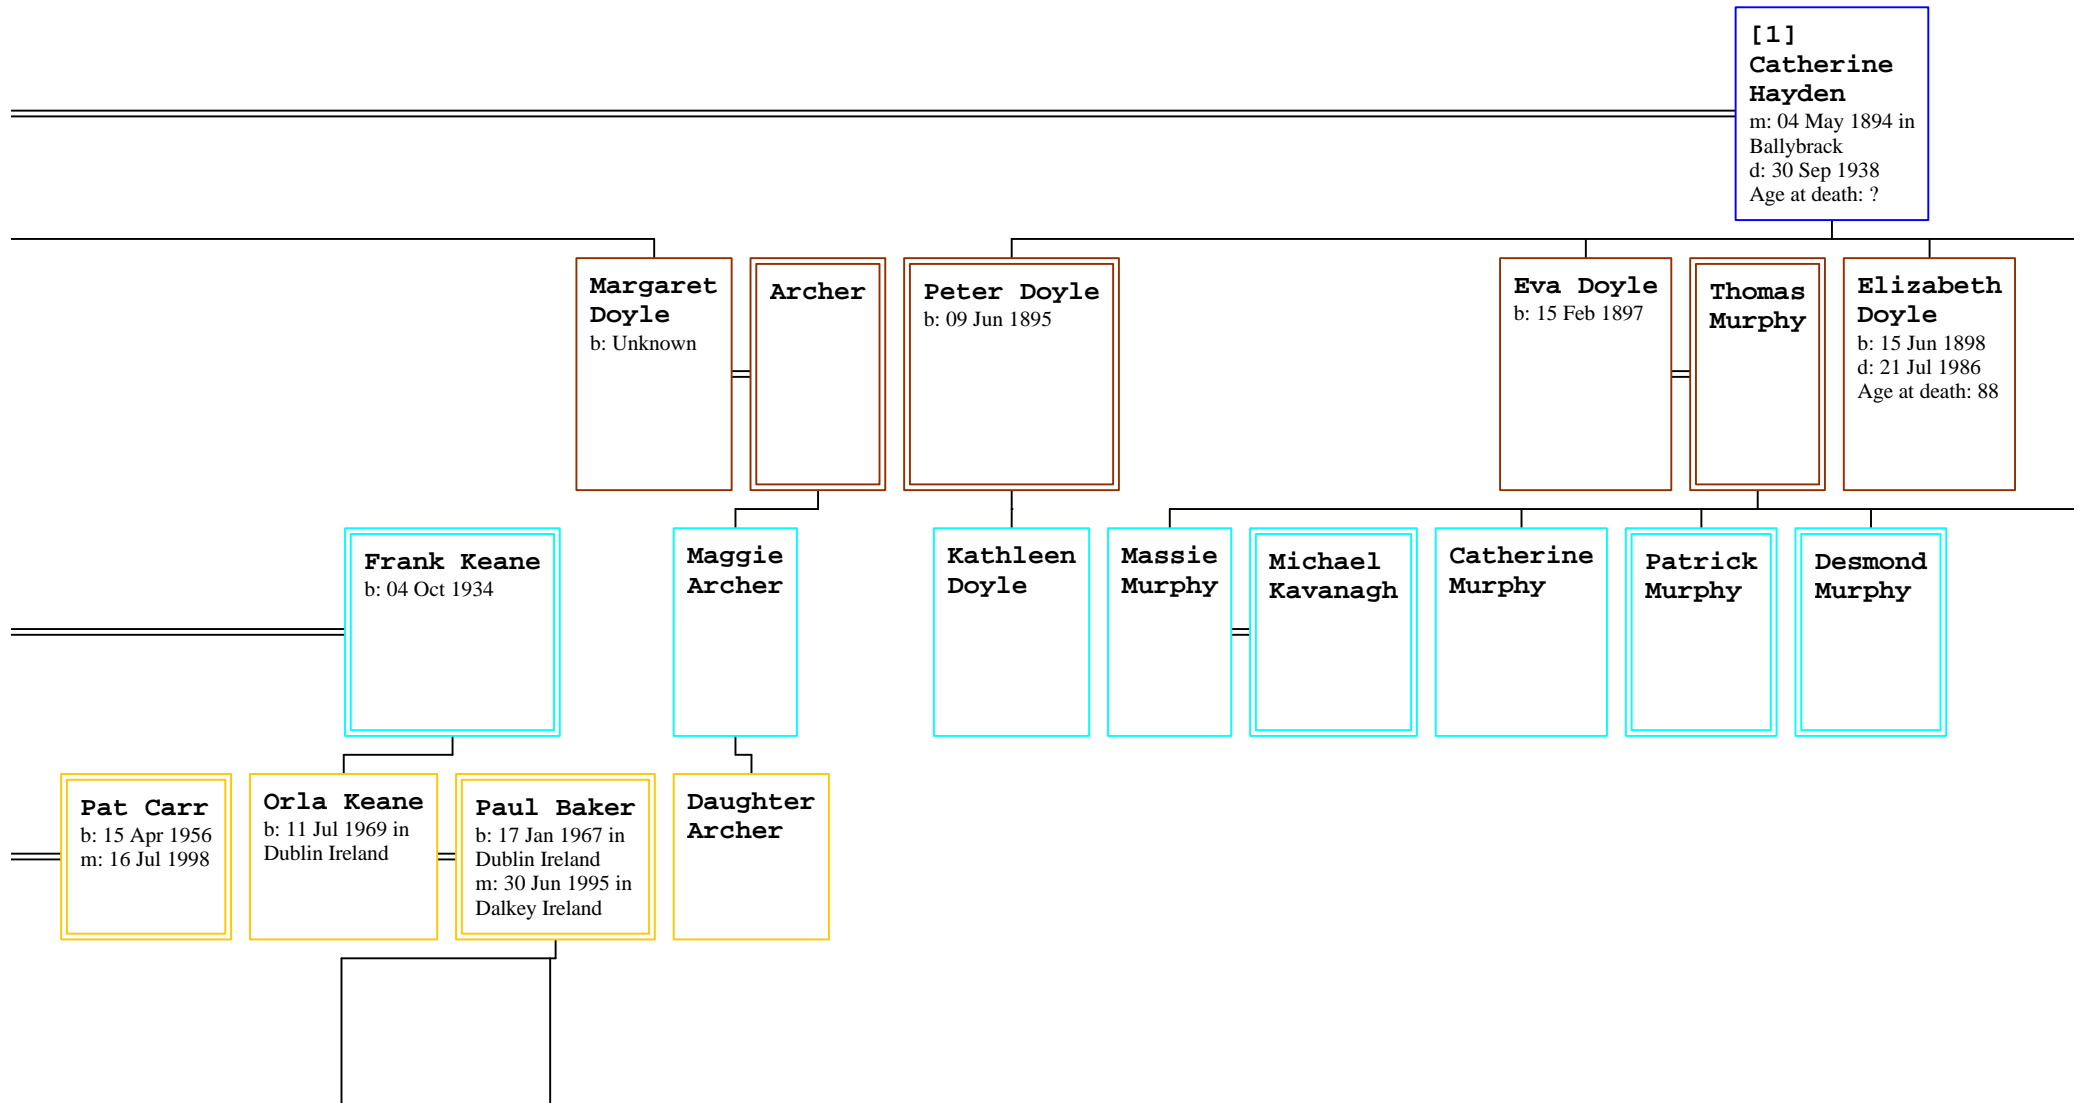 [1]
Catherine
Hayden
m: 04 May 1894 in
Ballybrack
d: 30 Sep 1938
Age at death: ?
Margaret
Doyle
b: Unknown
Archer
Peter Doyle
b: 09 Jun 1895
Eva Doyle
b: 15 Feb 1897
Thomas
Murphy
Elizabeth
Doyle
b: 15 Jun 1898
d: 21 Jul 1986
Age at death: 88
Frank Keane
b: 04 Oct 1934
Maggie
Archer
Kathleen
Doyle
Massie
Murphy
Michael
Kavanagh
Catherine
Murphy
Patrick
Murphy
Desmond
Murphy
Pat Carr
b: 15 Apr 1956
m: 16 Jul 1998
Orla Keane
b: 11 Jul 1969 in
Dublin Ireland
Paul Baker
b: 17 Jan 1967 in
Dublin Ireland
m: 30 Jun 1995 in
Dalkey Ireland
Daughter
Archer